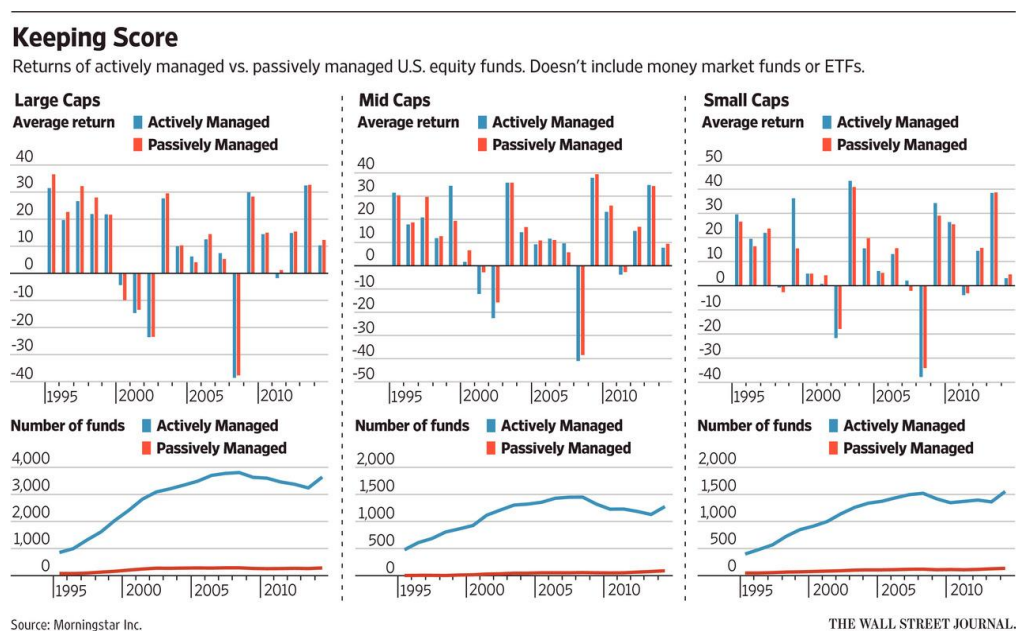 Keeping Score
Returns of actively managed vs. passively managed U.S. equity funds. Doesn't include money market funds or ETFs.
Large Caps
Average return Actively Managed
Passively Managed
40
30
20
10
0
-10
-20
-30
-40
1995 2000 2005 2010
Number of funds Actively Managed
Passively Managed
4,000
3,000
2,000
1,000
0
1995 2000 2005 2010
Mid Caps
Average return Actively Managed
Passively Managed
40
30
20
10
0
-10
-20
-30
-40
-50
1995 2000 2005 2010
Number of funds Actively Managed
Passively Managed
2,000
1,500
1,000
500
0
1995 2000 2005 2010
Small Caps
Average return Actively Managed
Passively Managed
50
40
30
20
10
0
-10
-20
-30
-40
1995 2000 2005 2010
Number of funds Actively Managed
Passively Managed
2,000
1,500
1,000
500
0
1995 2000 2005 2010
Source: Morningstar Inc.
THE WALL STREET JOURNAL.